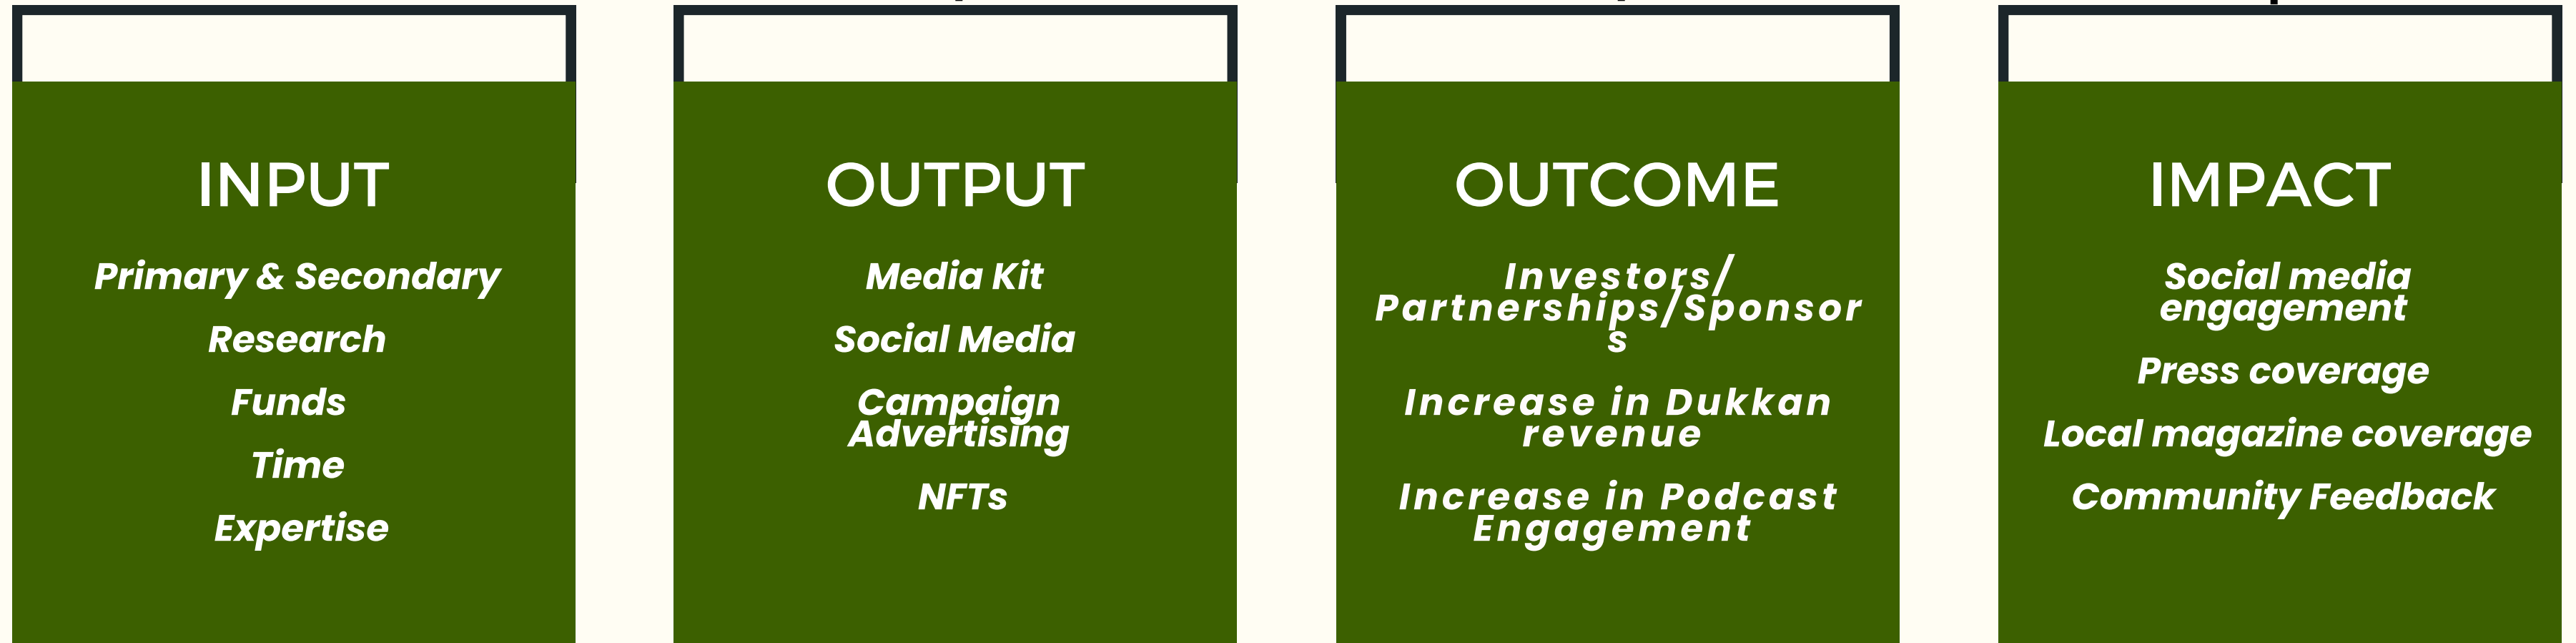 INPUT
Primary & Secondary
Research
Funds
Time
Expertise
OUTPUT
Media Kit
Social Media
Campaign
Advertising
NFTs
OUTCOME
Investors/
Partnerships/Sponsor
s
Increase in Dukkan
revenue
Increase in Podcast
Engagement
IMPACT
Social media
engagement
Press coverage
Local magazine coverage
Community Feedback